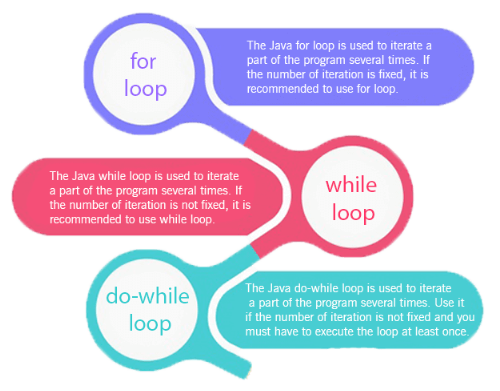 for
loop
The Java for loop is used to iterate a
part of the program several times. If
the number of iteration is fixed, it is
recommended to use for loop.
The Java while loop is used to iterate
a part of the program several times. If
the number of iteration is not fixed, it is
recommended to use while loop.
while
loop
do-while
loop
The Java do-while loop is used to iterate
a part of the program several times. Use it
if the number of iteration is not fixed and you
must have to execute the loop at least once.